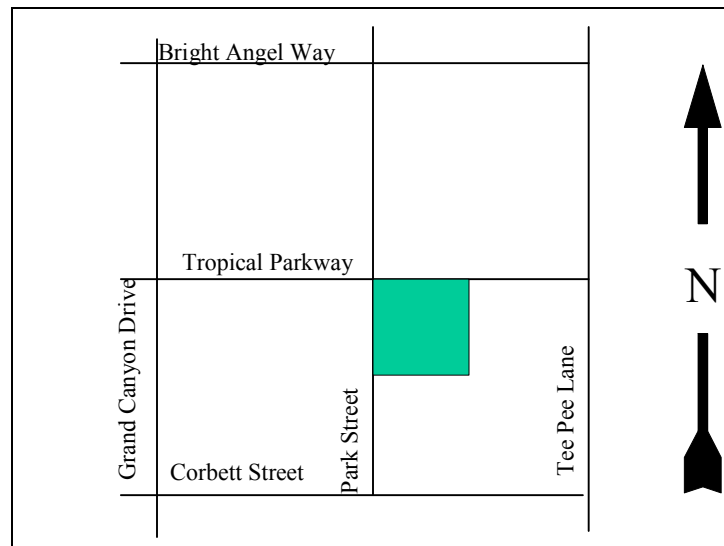 Bright Angel Way
Tropical Parkway
N
Grand Canyon Drive
Park Street
Tee Pee Lane
Corbett Street